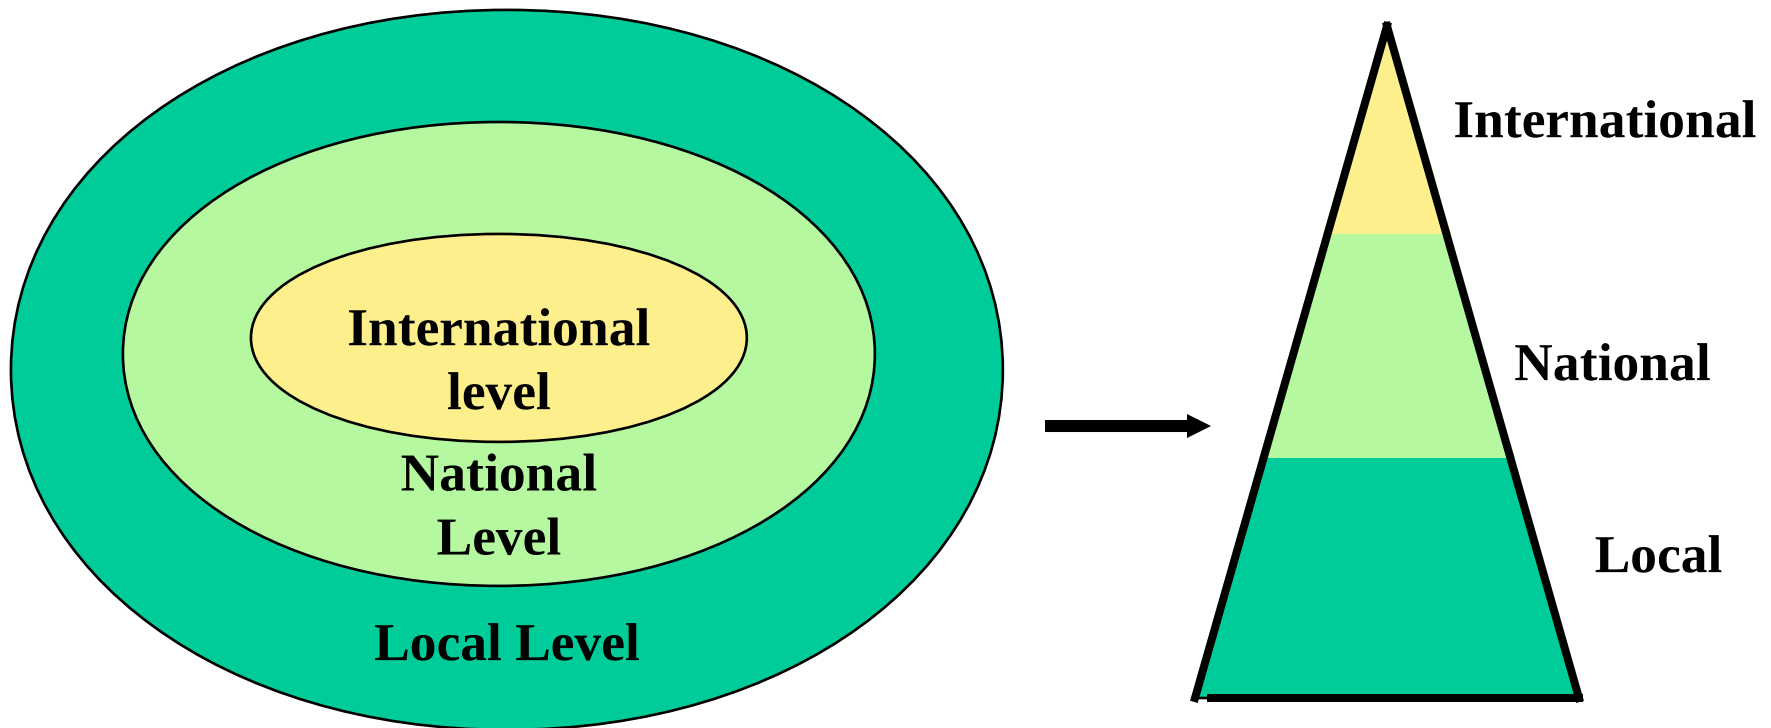 International
level
National
Level
Local Level
International
National
Local